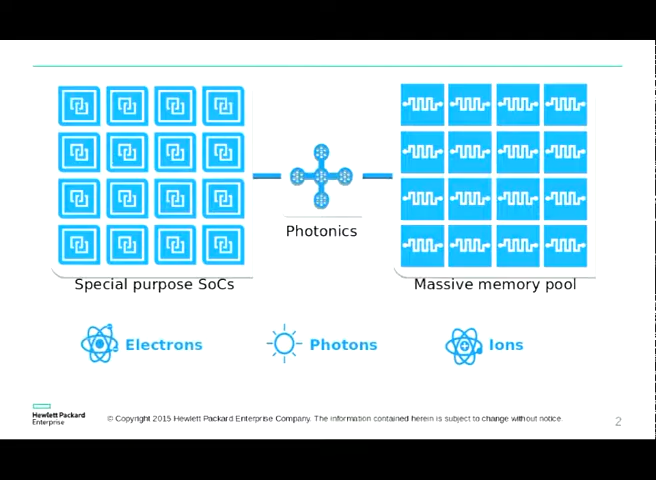 Photonics
Special purpose SoCs
Massive memory pool
Electrons
Photons
Ions
Hewlett Packard
Enterprise
© Copyright 2015 Hewlett Packard Enterprise Company. The information contained herein is subject to change without notice.
2